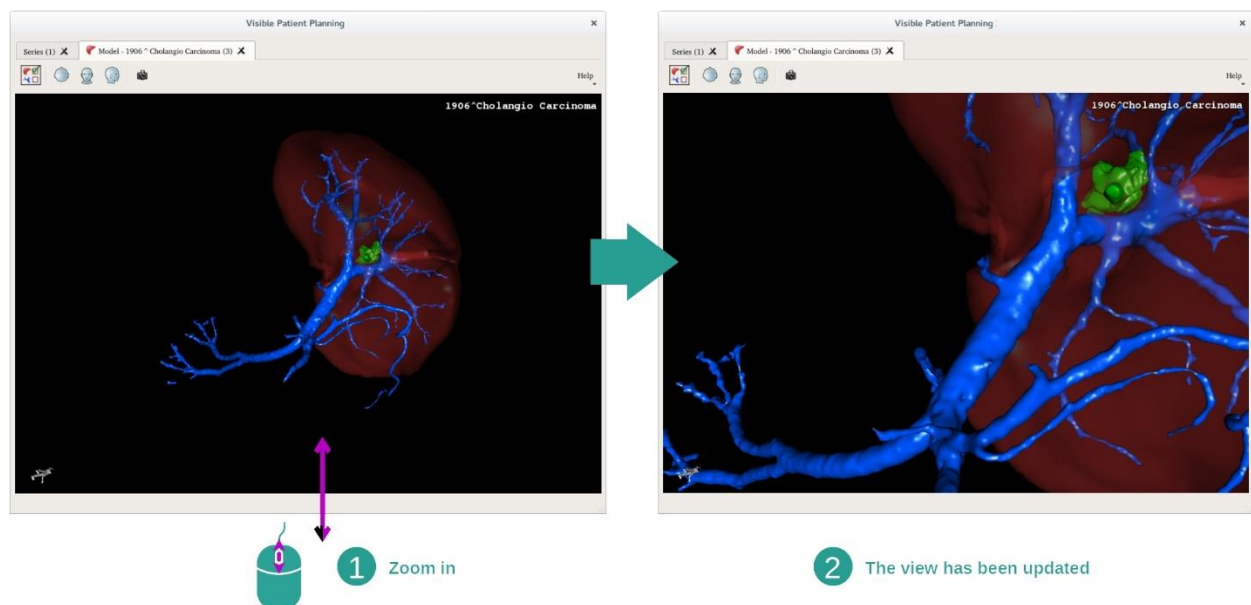 Visible Patient Planning
Series (1)
Model - 1906 ^ Cholangio Carcinoma (3)
Help
1906^Cholangio Carcinoma
1 Zoom in
Visible Patient Planning
Series (1)
Model - 1906 ^ Cholangio Carcinoma (3)
Help
1906^Cholangio Carcinoma
2 The view has been updated